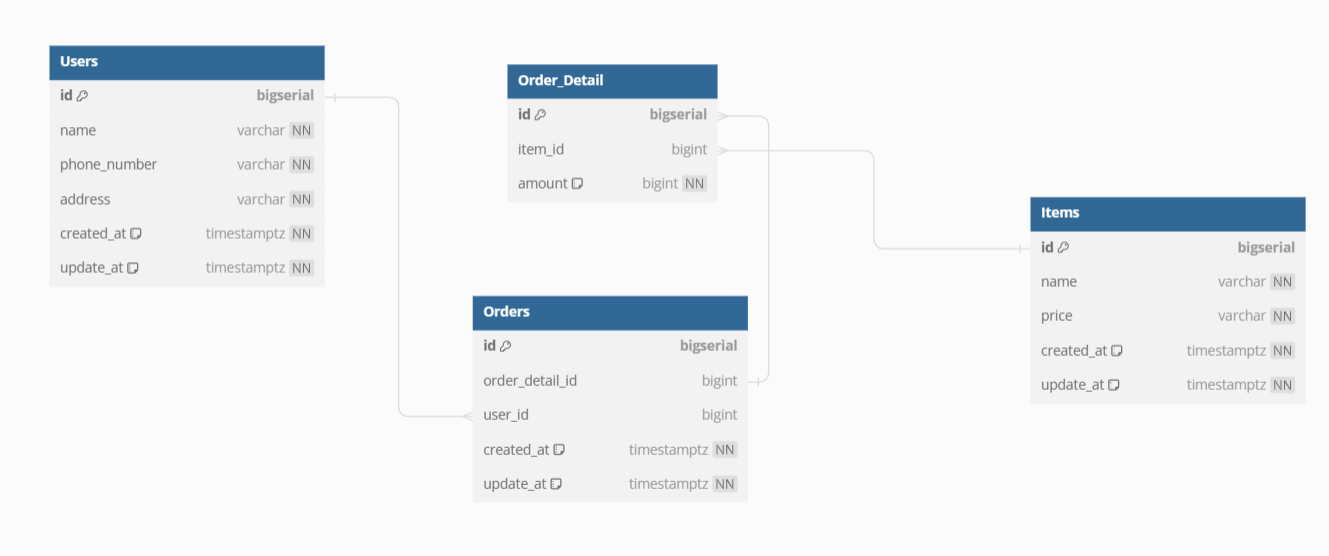 Users
id bigserial
name varchar NN
phone_number varchar NN
address varchar NN
created_at timestamptz NN
update_at timestamptz NN
Order_Detail
id bigserial
item_id bigint
amount bigint NN
Orders
id bigserial
order_detail_id bigint
user_id bigint
created_at timestamptz NN
update_at timestamptz NN
Items
id bigserial
name varchar NN
price varchar NN
created_at timestamptz NN
update_at timestamptz NN